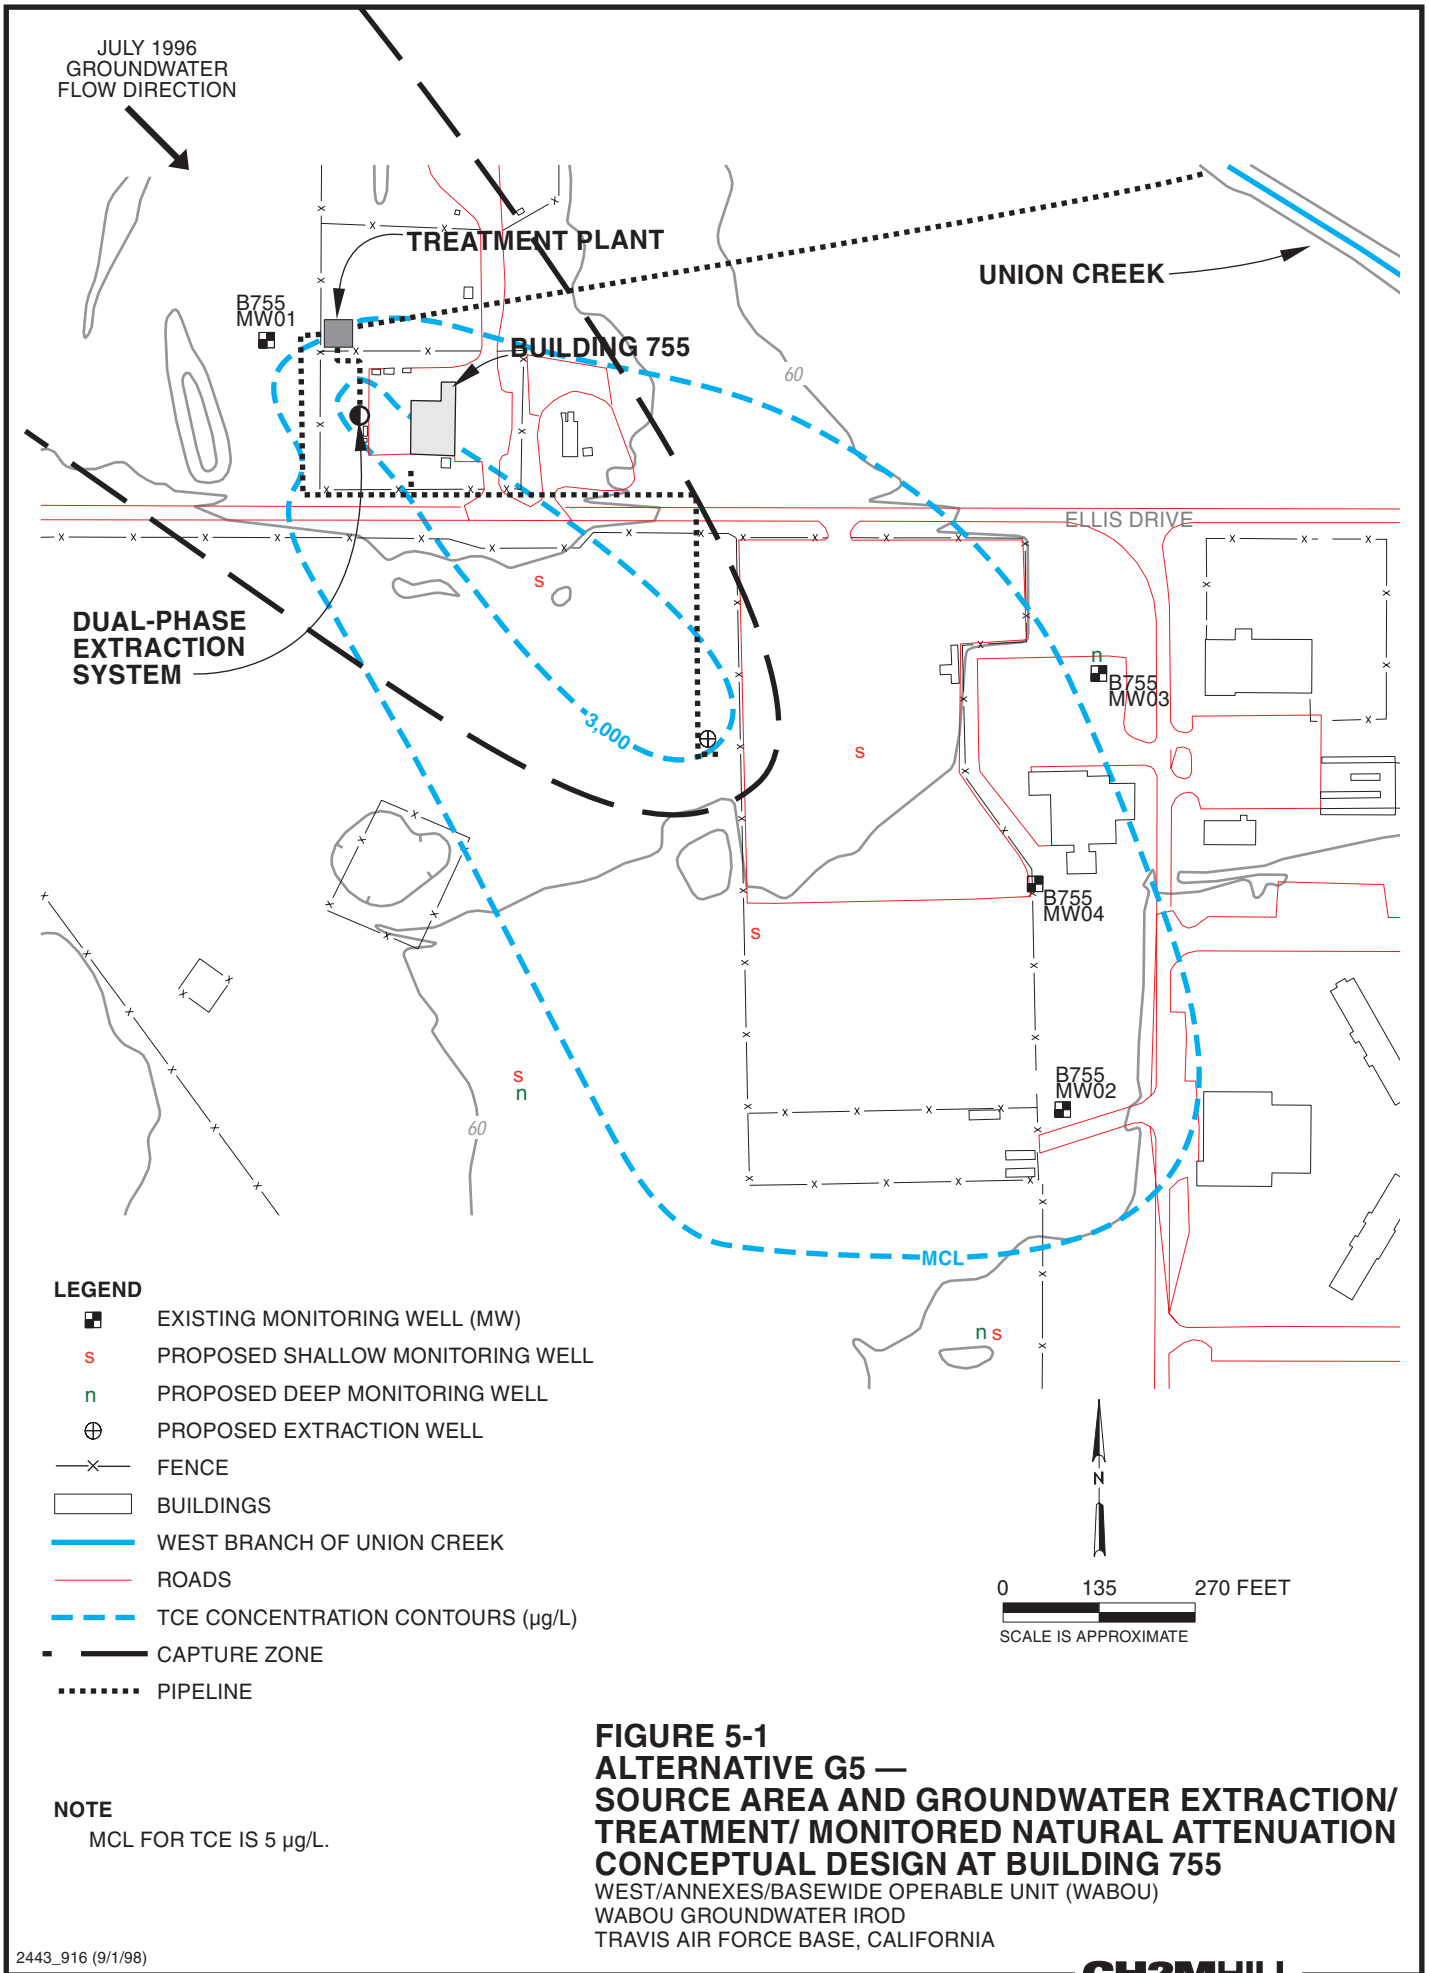 JULY 1996
GROUNDWATER
FLOW DIRECTION
TREATMENT PLANT
UNION CREEK
B755
MW01
BUILDING 755
60
ELLIS DRIVE
DUAL-PHASE
EXTRACTION
SYSTEM
s
n
B755
MW03
3,000
s
B755
MW04
s
s
n
B755
MW02
60
MCL
n s
LEGEND
EXISTING MONITORING WELL (MW)
s PROPOSED SHALLOW MONITORING WELL
n PROPOSED DEEP MONITORING WELL
PROPOSED EXTRACTION WELL
FENCE
BUILDINGS
WEST BRANCH OF UNION CREEK
ROADS
TCE CONCENTRATION CONTOURS (µg/L)
CAPTURE ZONE
PIPELINE
N
0 135 270 FEET
SCALE IS APPROXIMATE
NOTE
MCL FOR TCE IS 5 µg/L.
FIGURE 5-1
ALTERNATIVE G5 —
SOURCE AREA AND GROUNDWATER EXTRACTION/
TREATMENT/ MONITORED NATURAL ATTENUATION
CONCEPTUAL DESIGN AT BUILDING 755
WEST/ANNEXES/BASEWIDE OPERABLE UNIT (WABOU)
WABOU GROUNDWATER IROD
TRAVIS AIR FORCE BASE, CALIFORNIA
2443_916 (9/1/98)
CH2MHILL